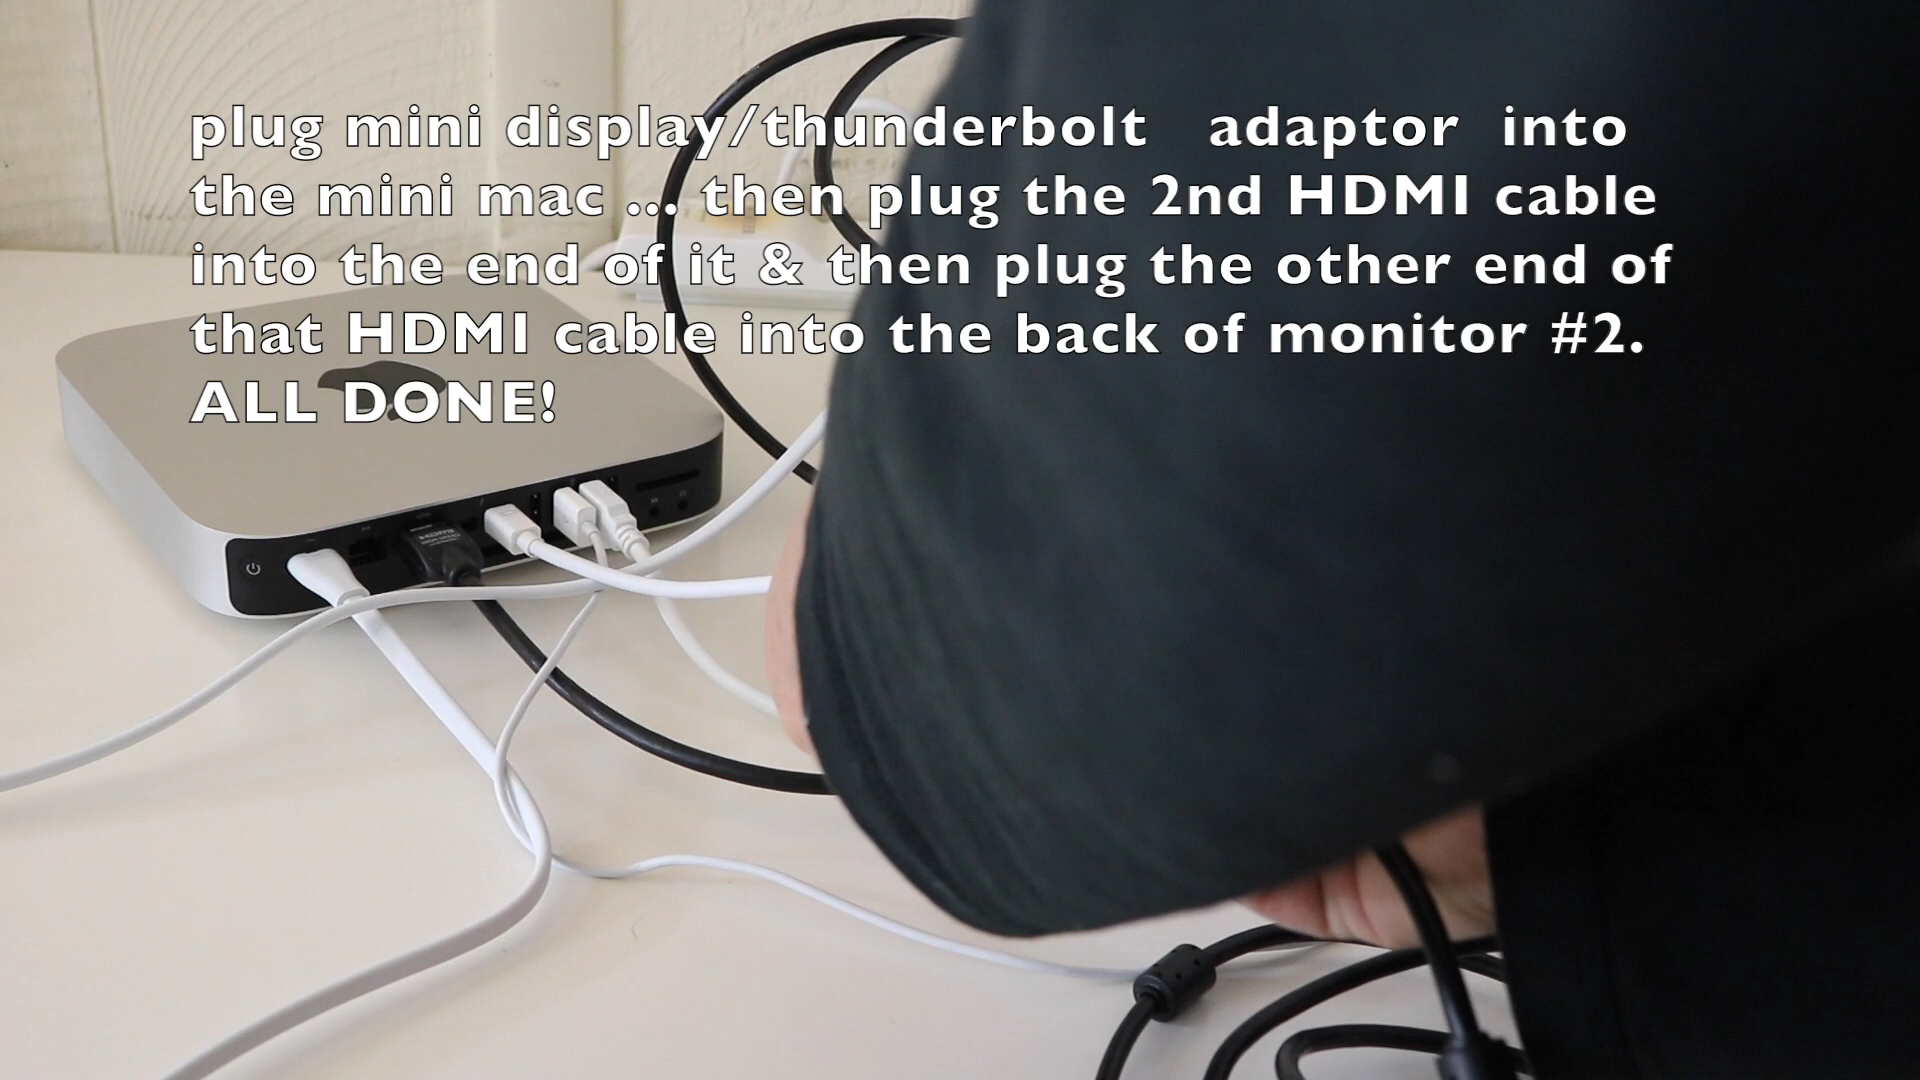 plug mini display/thunderbolt adaptor into
the mini mac ... then plug the 2nd HDMI cable
into the end of it & then plug the other end of
that HDMI cable into the back of monitor #2.
ALL DONE!
HDMI